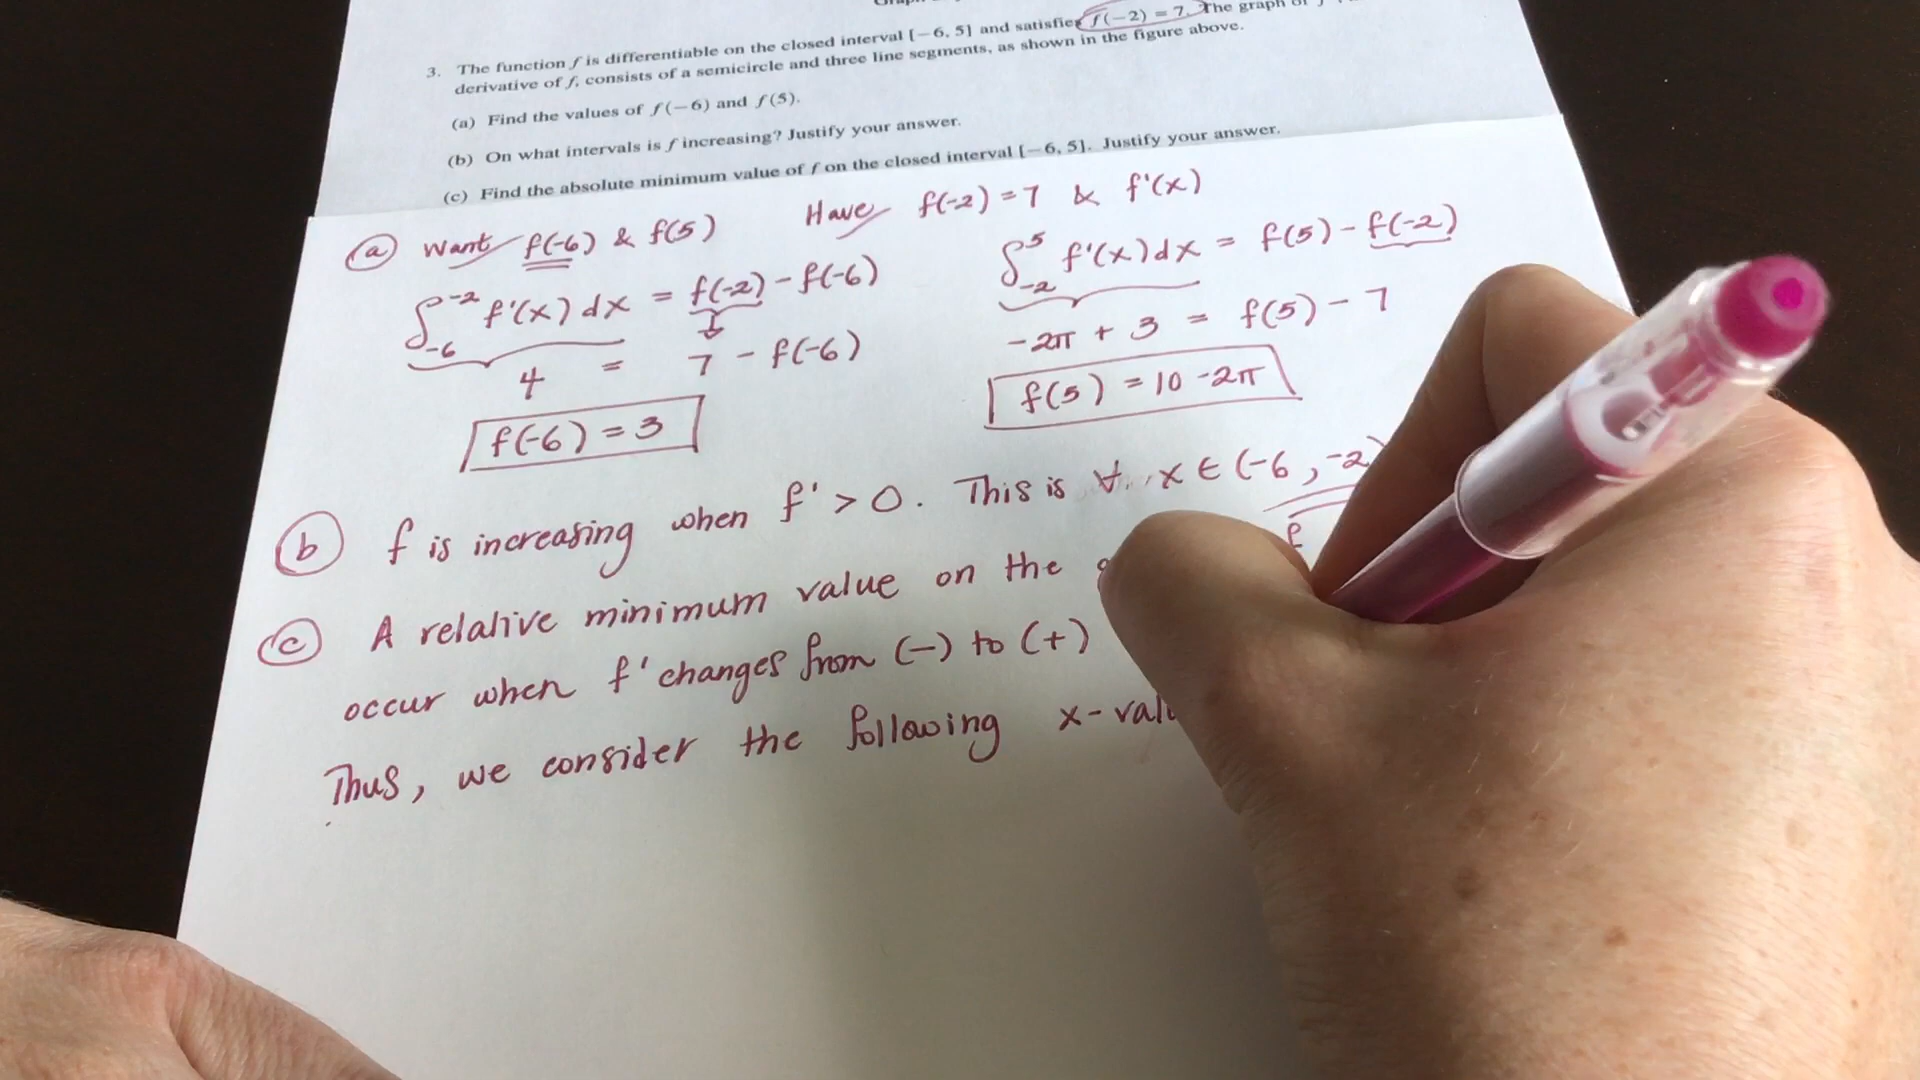 3. The function f is differentiable on the closed interval [−6, 5] and satisfies f(−2) = 7. The graph of
derivative of f, consists of a semicircle and three line segments, as shown in the figure above.
(a) Find the values of f(−6) and f(5).
(b) On what intervals is f increasing? Justify your answer.
(c) Find the absolute minimum value of f on the closed interval [−6, 5]. Justify your answer.
(a) Want f(-6) & f(5) Have f(-2) = 7 & f'(x)
∫_{-6}^{-2} f'(x) dx = f(-2) - f(-6)
4 = 7 - f(-6)
f(-6) = 3
∫_{-2}^{5} f'(x) dx = f(5) - f(-2)
-2π + 3 = f(5) - 7
f(5) = 10 - 2π
(b) f is increasing when f' > 0. This is ∀ x ∈ (-6, -2)
(c) A relative minimum value on the
occur when f' changes from (-) to (+)
Thus, we consider the following x-val